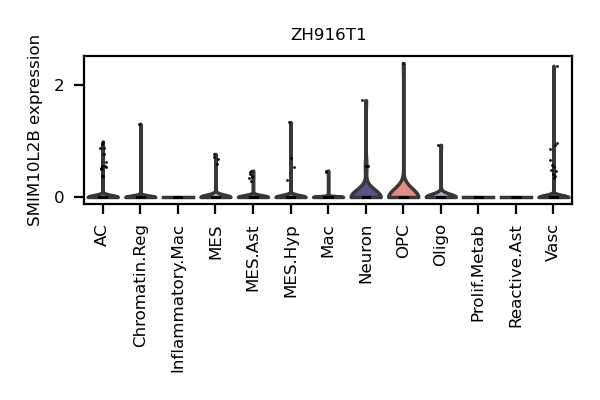 ZH916T1
SMIM10L2B expression
2
0
AC
Chromatin.Reg
Inflammatory.Mac
MES
MES.Ast
MES.Hyp
Mac
Neuron
OPC
Oligo
Prolif.Metab
Reactive.Ast
Vasc